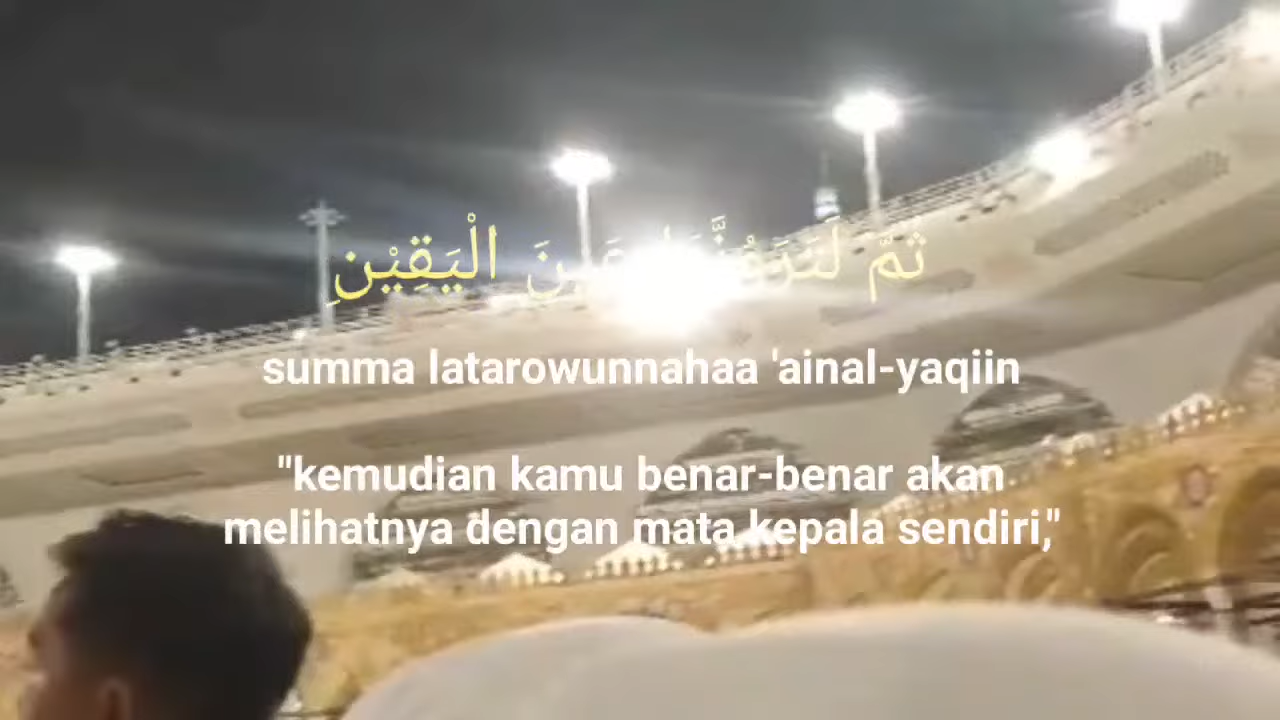 ثُمَّ لَتَرَوُنَّهَا عَيْنَ الْيَقِيْنِ
summa latarowunnahaa 'ainal-yaqiin
"kemudian kamu benar-benar akan
melihatnya dengan mata kepala sendiri,"